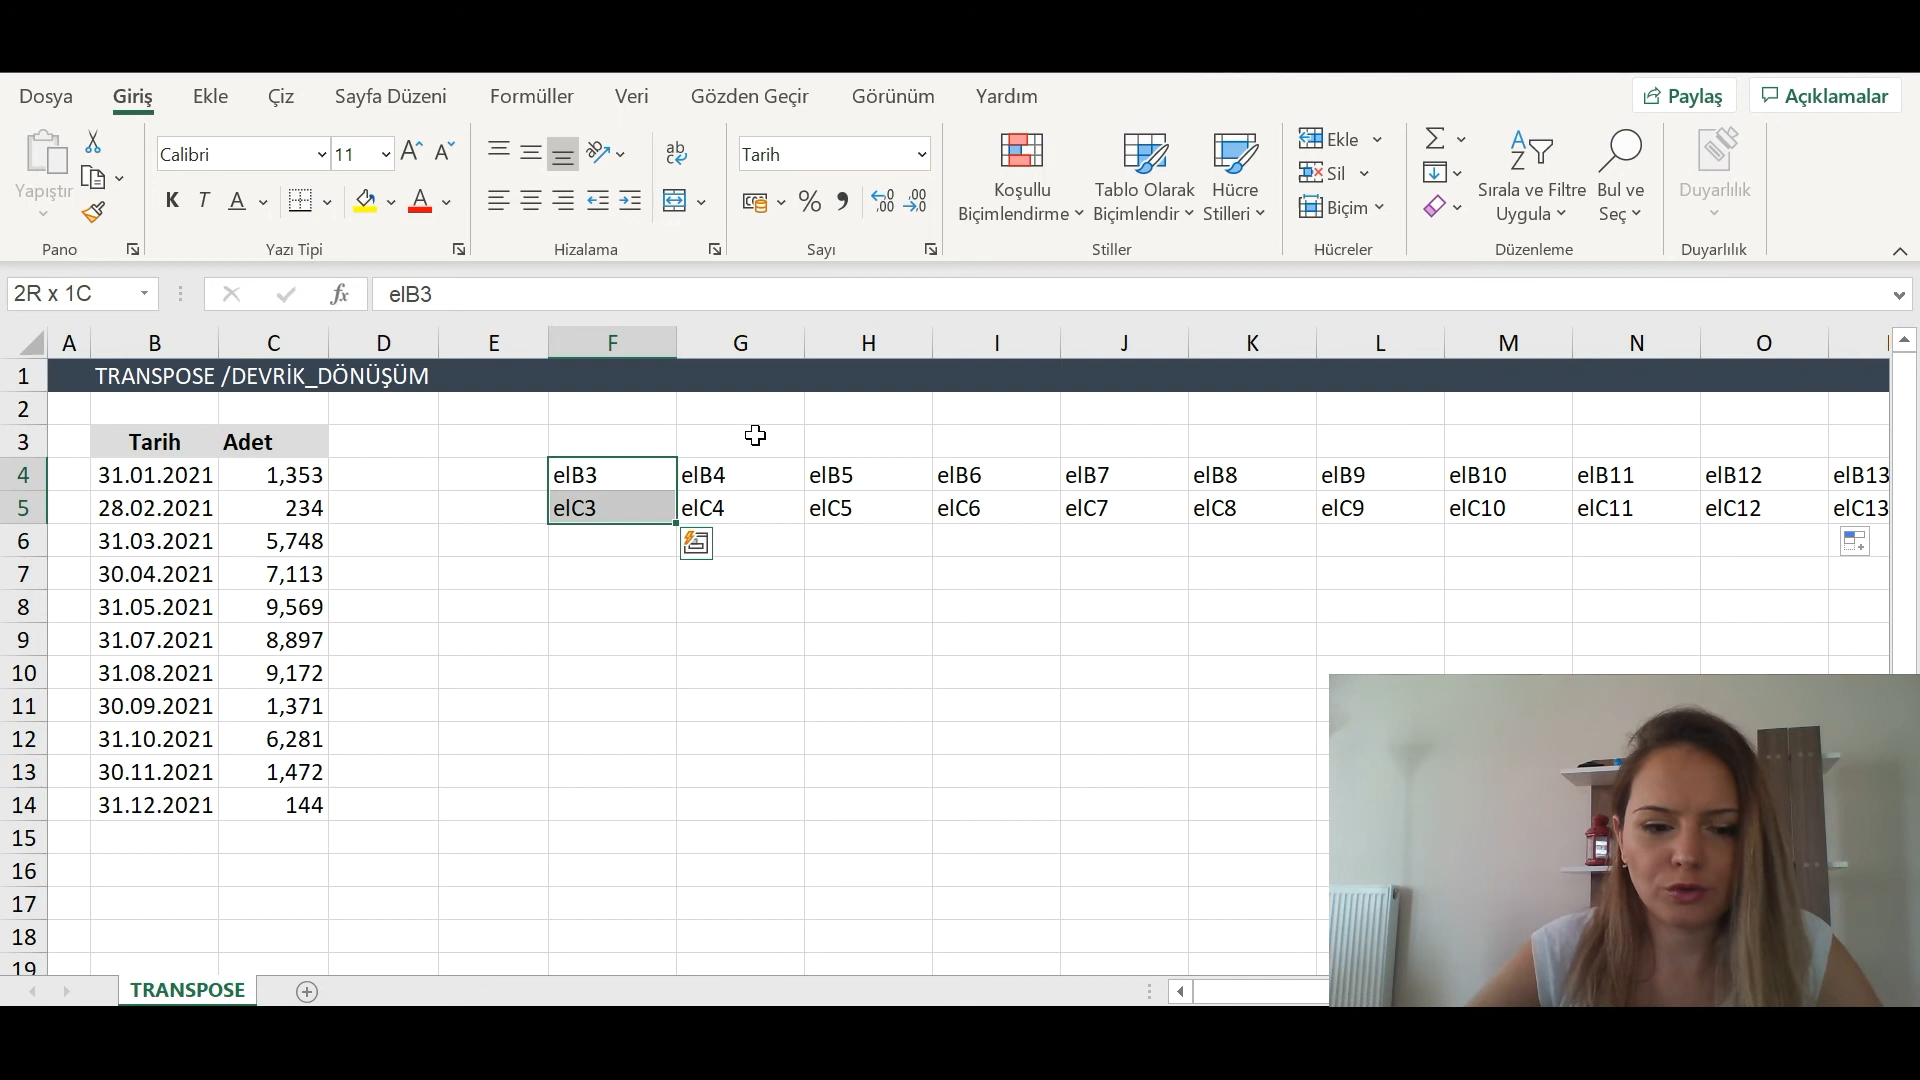 Dosya Giriş Ekle Çiz Sayfa Düzeni Formüller Veri Gözden Geçir Görünüm Yardım Paylaş Açıklamalar
Yapıştır
Calibri 11
K T A A
ab
Tarih
%
Koşullu Biçimlendirme
Tablo Olarak Biçimlendir
Hücre Stilleri
Ekle
Sil
Biçim
Sırala ve Filtre Uygula
Bul ve Seç
Duyarlılık
Pano Yazı Tipi Hizalama Sayı Stiller Hücreler Düzenleme Duyarlılık
2R x 1C fx elB3
A B C D E F G H I J K L M N O
1 TRANSPOSE /DEVRİK_DÖNÜŞÜM
2
3 Tarih Adet
4 31.01.2021 1,353 elB3 elB4 elB5 elB6 elB7 elB8 elB9 elB10 elB11 elB12 elB13
5 28.02.2021 234 elC3 elC4 elC5 elC6 elC7 elC8 elC9 elC10 elC11 elC12 elC13
6 31.03.2021 5,748
7 30.04.2021 7,113
8 31.05.2021 9,569
9 31.07.2021 8,897
10 31.08.2021 9,172
11 30.09.2021 1,371
12 31.10.2021 6,281
13 30.11.2021 1,472
14 31.12.2021 144
15
16
17
18
19
TRANSPOSE